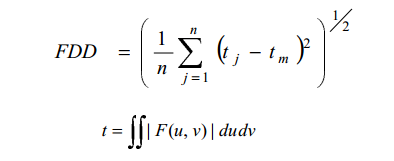 FDD = ( 1/n ∑_{j=1}^{n} ( t_j − t_m )² )^{1/2}
t = ∬ | F(u, v) | dudv